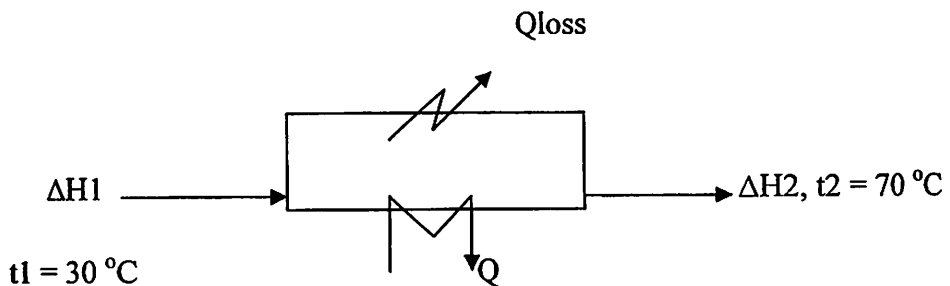 Qloss
ΔH1
ΔH2, t2 = 70 °C
t1 = 30 °C
Q